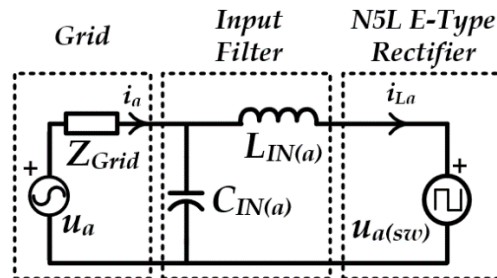 Grid
Input
Filter
N5L E-Type
Rectifier
i_a
i_La
Z_Grid
L_IN(a)
+
+
C_IN(a)
u_a
u_a(sw)